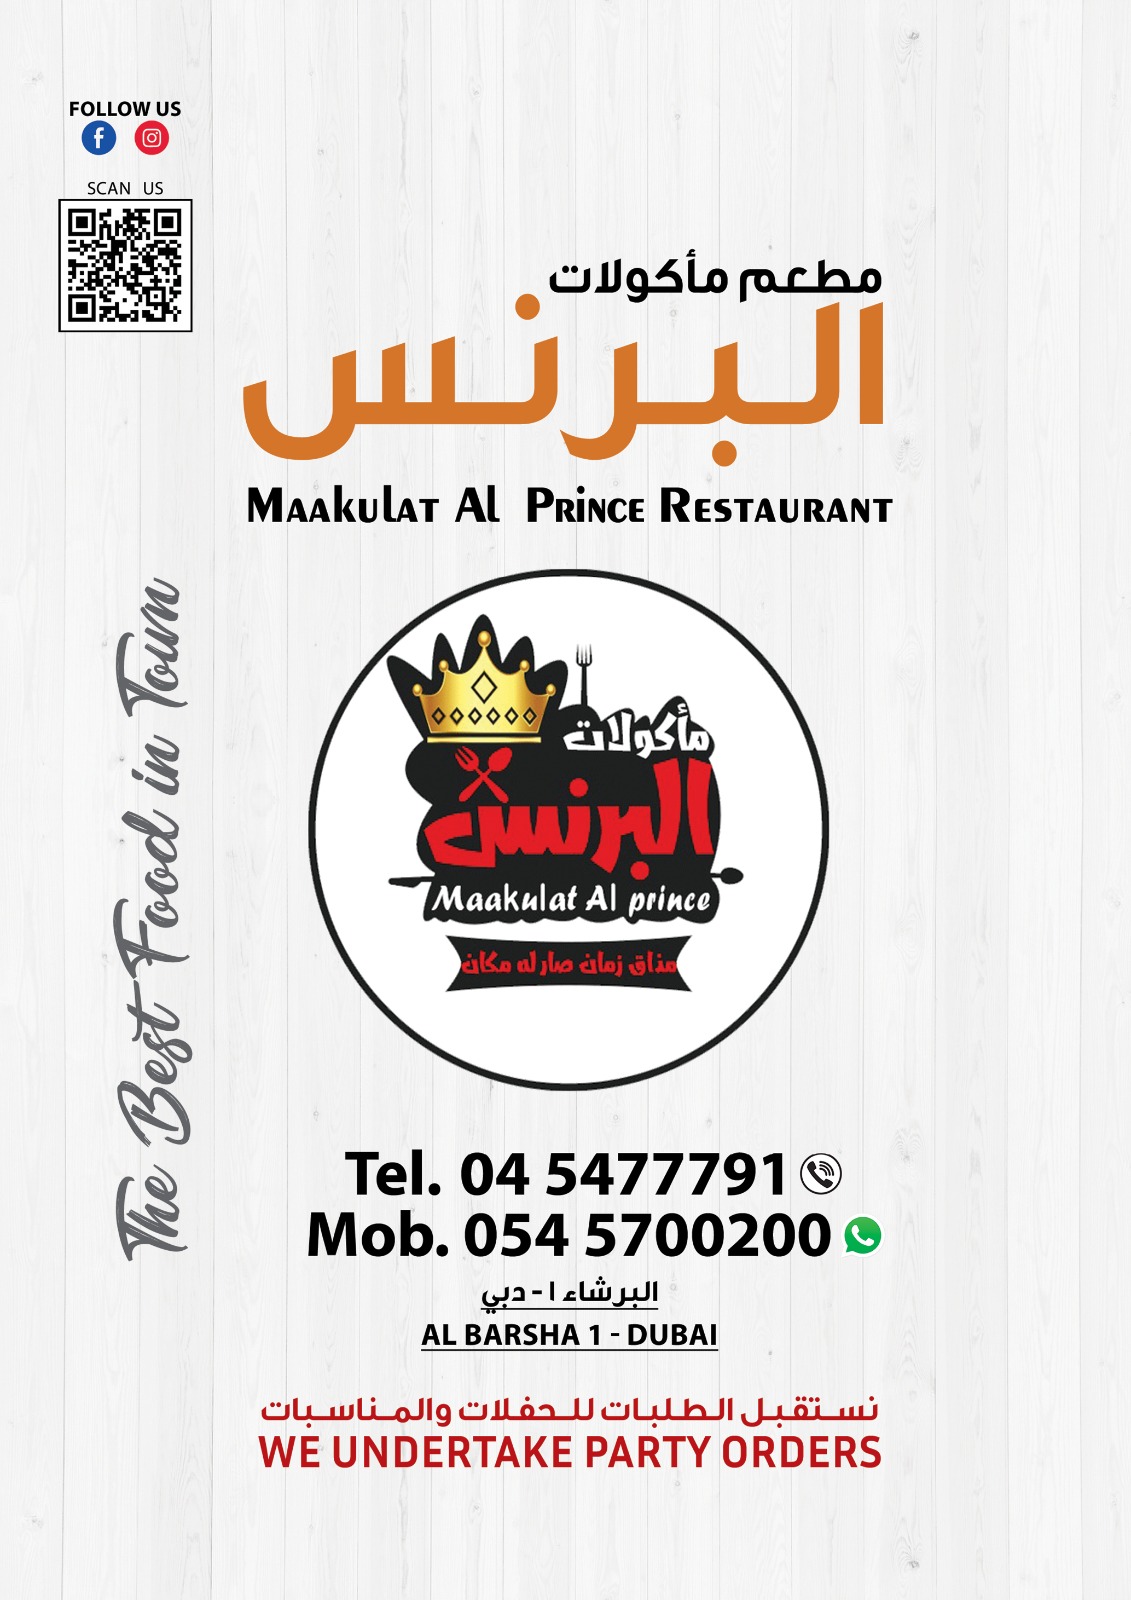 FOLLOW US
SCAN US
مطعم مأكولات
البرنس
Maakulat Al Prince Restaurant
The Best Food in Town
مأكولات
البرنس
Maakulat Al prince
مذاق زمان صار له مكان
Tel. 04 5477791
Mob. 054 5700200
البرشاء ١ - دبي
AL BARSHA 1 - DUBAI
نستقبل الطلبات للحفلات والمناسبات
WE UNDERTAKE PARTY ORDERS